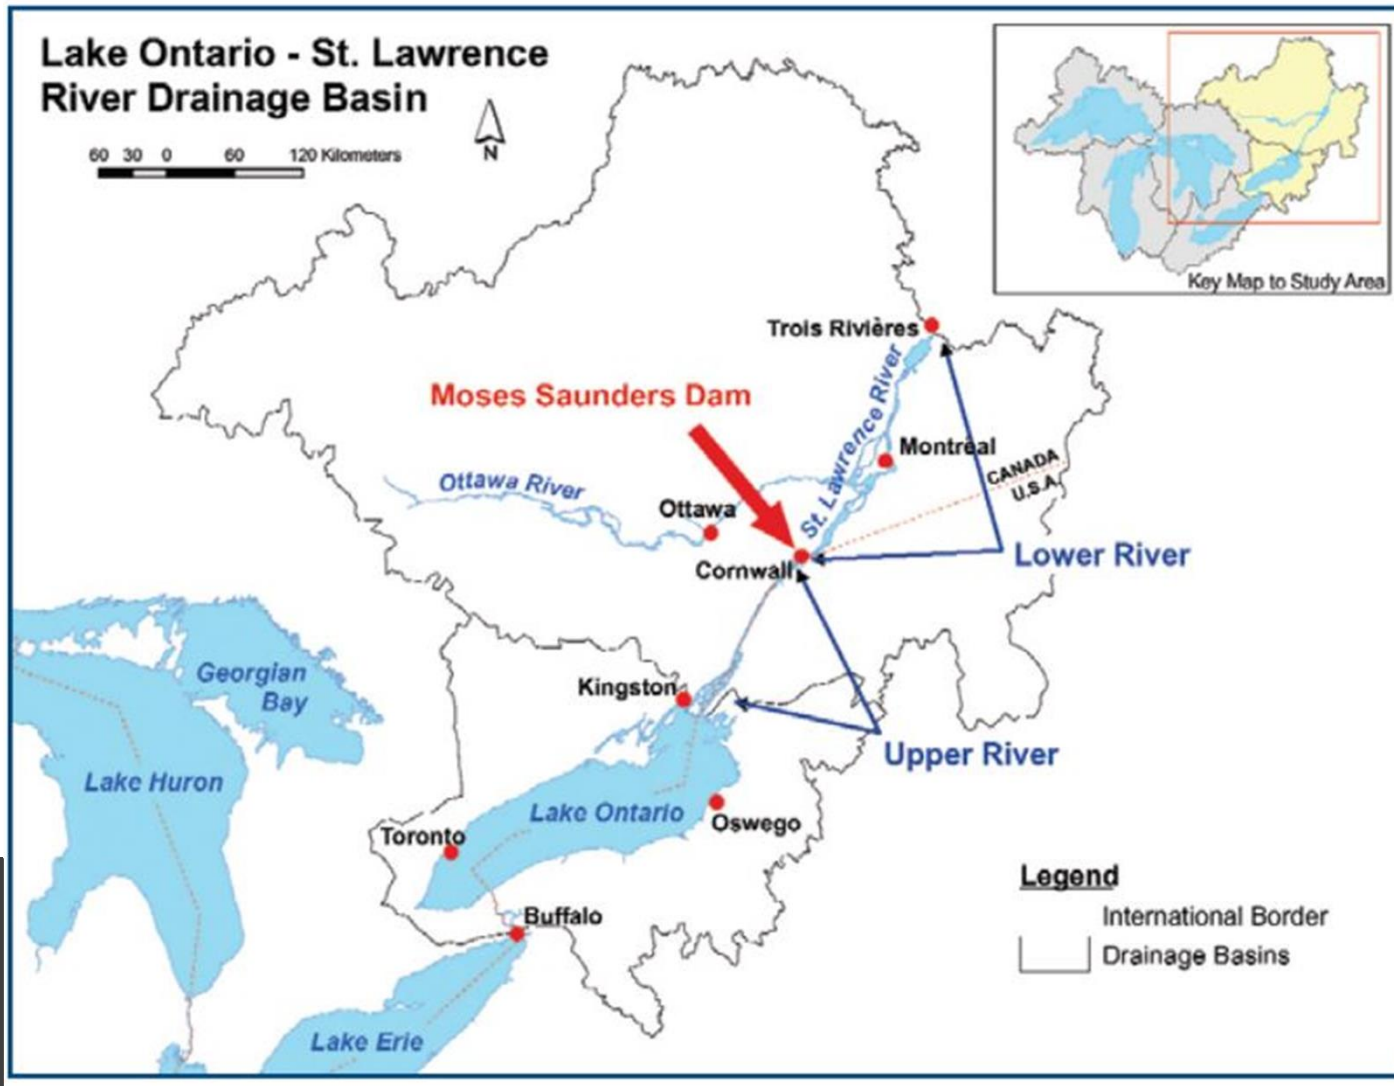 Lake Ontario - St. Lawrence
River Drainage Basin
N
60 30 0 60 120 Kilometers
Key Map to Study Area
Trois Rivières
Moses Saunders Dam
St. Lawrence River
Montréal
CANADA
U.S.A.
Ottawa River
Ottawa
Cornwall
Lower River
Georgian
Bay
Kingston
Upper River
Lake Huron
Lake Ontario
Oswego
Toronto
Legend
International Border
Drainage Basins
Buffalo
Lake Erie